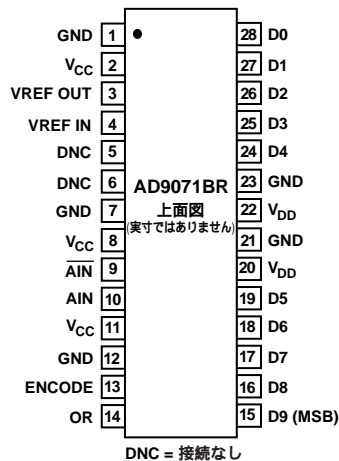 GND 1 28 D0
VCC 2 27 D1
VREF OUT 3 26 D2
VREF IN 4 25 D3
DNC 5 24 D4
DNC 6 23 GND
GND 7 22 VDD
VCC 8 21 GND
AIN 9 20 VDD
AIN 10 19 D5
VCC 11 18 D6
GND 12 17 D7
ENCODE 13 16 D8
OR 14 15 D9 (MSB)
AD9071BR
上面図
(実寸ではありません)
DNC = 接続なし